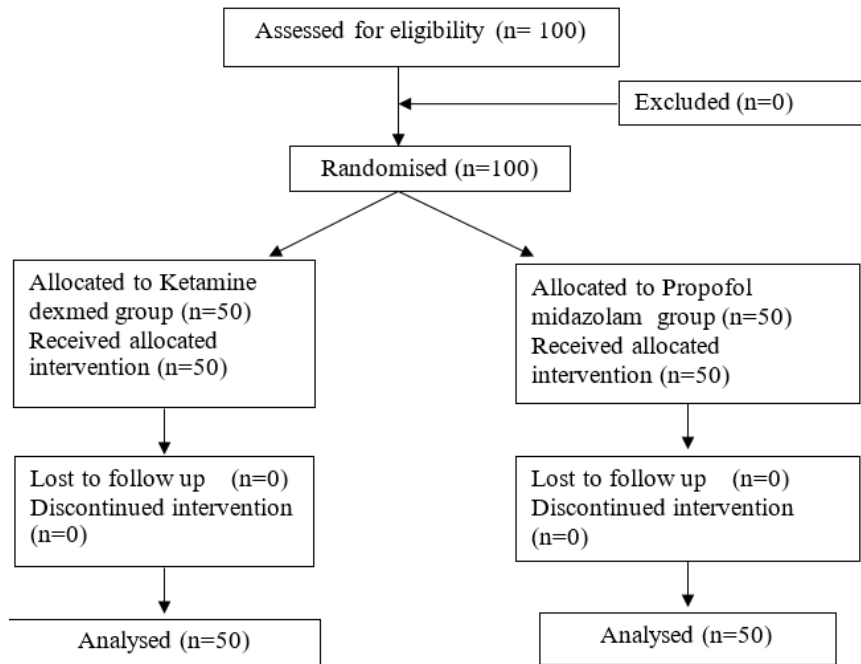 Assessed for eligibility (n= 100)
Excluded (n=0)
Randomised (n=100)
Allocated to Ketamine
dexmed group (n=50)
Received allocated
intervention (n=50)
Allocated to Propofol
midazolam group (n=50)
Received allocated
intervention (n=50)
Lost to follow up (n=0)
Discontinued intervention
(n=0)
Lost to follow up (n=0)
Discontinued intervention
(n=0)
Analysed (n=50)
Analysed (n=50)